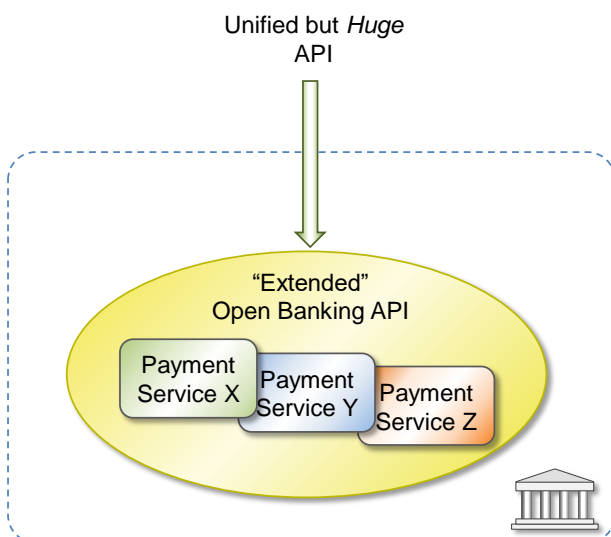 Unified but Huge
API
“Extended”
Open Banking API
Payment
Service X
Payment
Service Y
Payment
Service Z